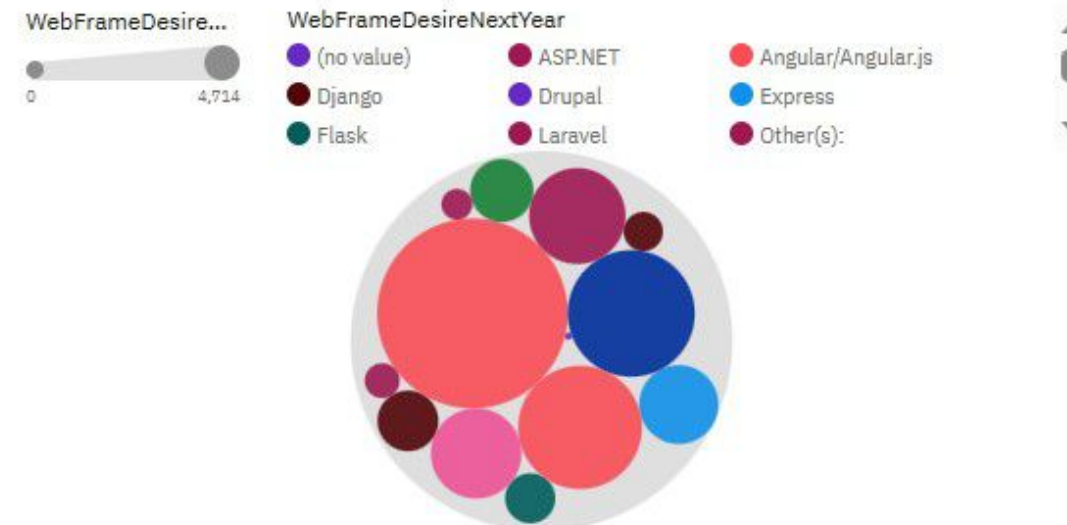 WebFrameDesire...
0 4,714
WebFrameDesireNextYear
(no value) ASP.NET Angular/Angular.js
Django Drupal Express
Flask Laravel Other(s):